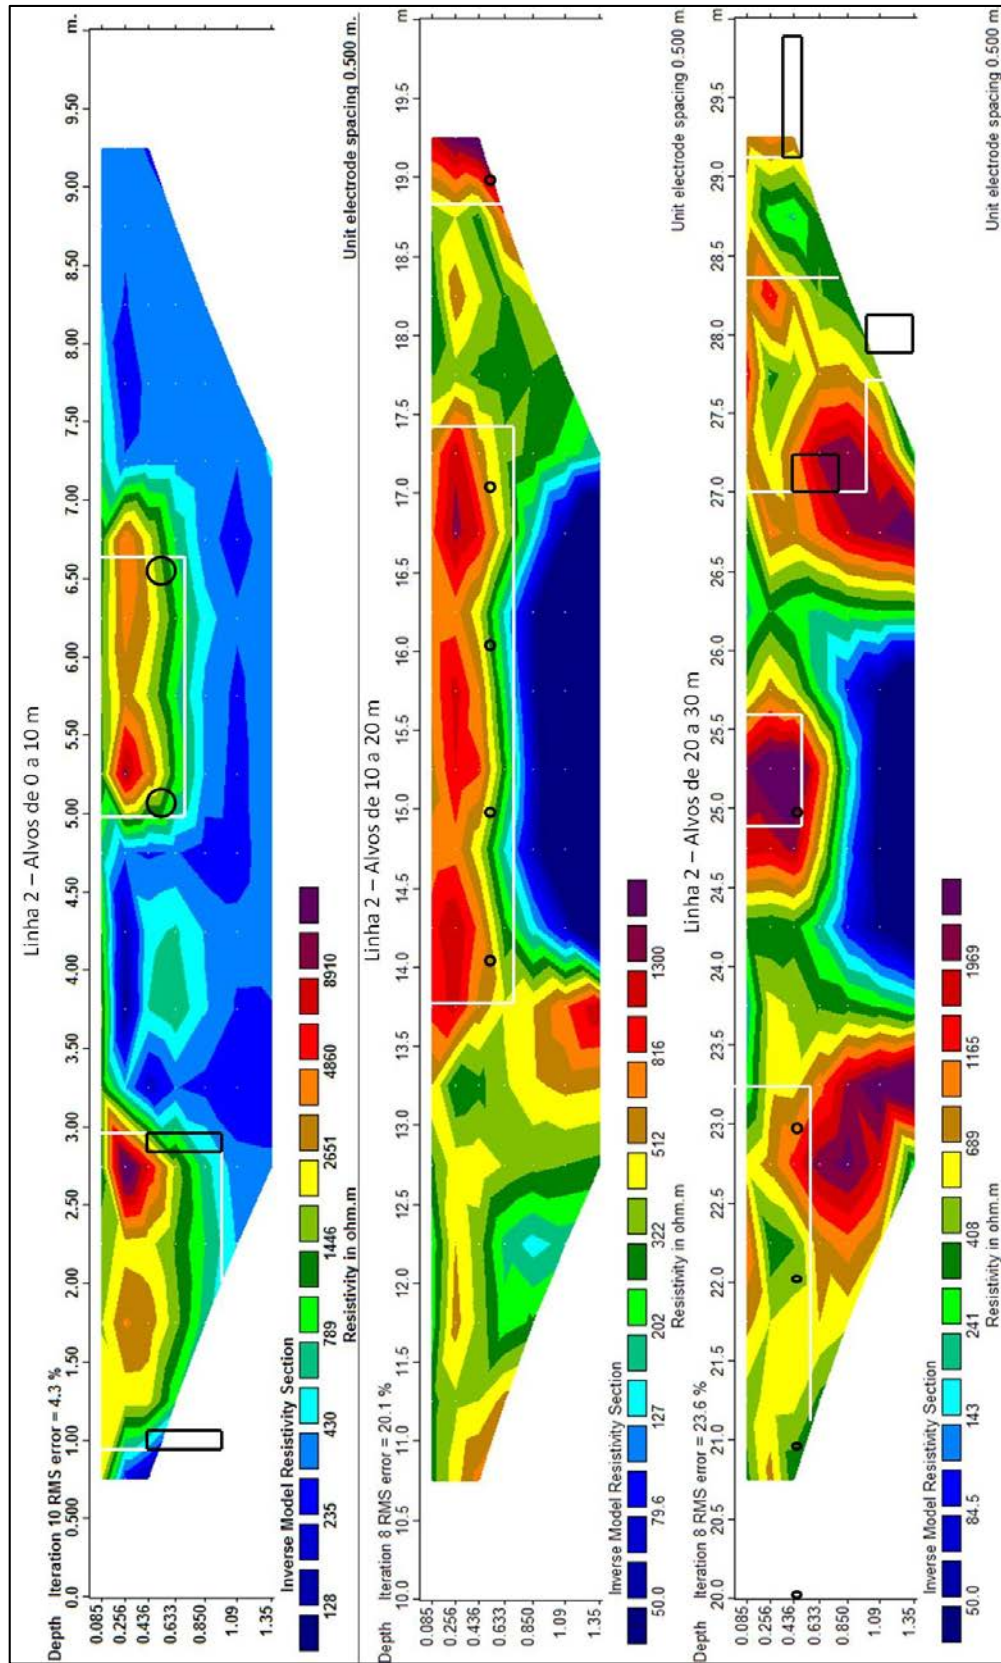 Linha 2 – Alvos de 0 a 10 m
Depth Iteration 10 RMS error = 4.3 %
0.0 0.500 1.00 1.50 2.00 2.50 3.00 3.50 4.00 4.50 5.00 5.50 6.00 6.50 7.00 7.50 8.00 8.50 9.00 9.50 m.
0.085
0.256
0.436
0.633
0.850
1.09
1.35
Inverse Model Resistivity Section
128 235 430 789 1446 2651 4860 8910
Resistivity in ohm.m
Unit electrode spacing 0.500 m
Linha 2 – Alvos de 10 a 20 m
Depth Iteration 8 RMS error = 20.1 %
10.0 10.5 11.0 11.5 12.0 12.5 13.0 13.5 14.0 14.5 15.0 15.5 16.0 16.5 17.0 17.5 18.0 18.5 19.0 19.5 m
0.085
0.256
0.436
0.633
0.850
1.09
1.35
Inverse Model Resistivity Section
50.0 79.6 127 202 322 512 816 1300
Resistivity in ohm.m
Unit electrode spacing 0.500 m
Linha 2 – Alvos de 20 a 30 m
Depth Iteration 8 RMS error = 23.6 %
20.0 20.5 21.0 21.5 22.0 22.5 23.0 23.5 24.0 24.5 25.0 25.5 26.0 26.5 27.0 27.5 28.0 28.5 29.0 29.5 m.
0.085
0.256
0.436
0.633
0.850
1.09
1.35
Inverse Model Resistivity Section
50.0 84.5 143 241 408 689 1165 1969
Resistivity in ohm.m
Unit electrode spacing 0.500 m